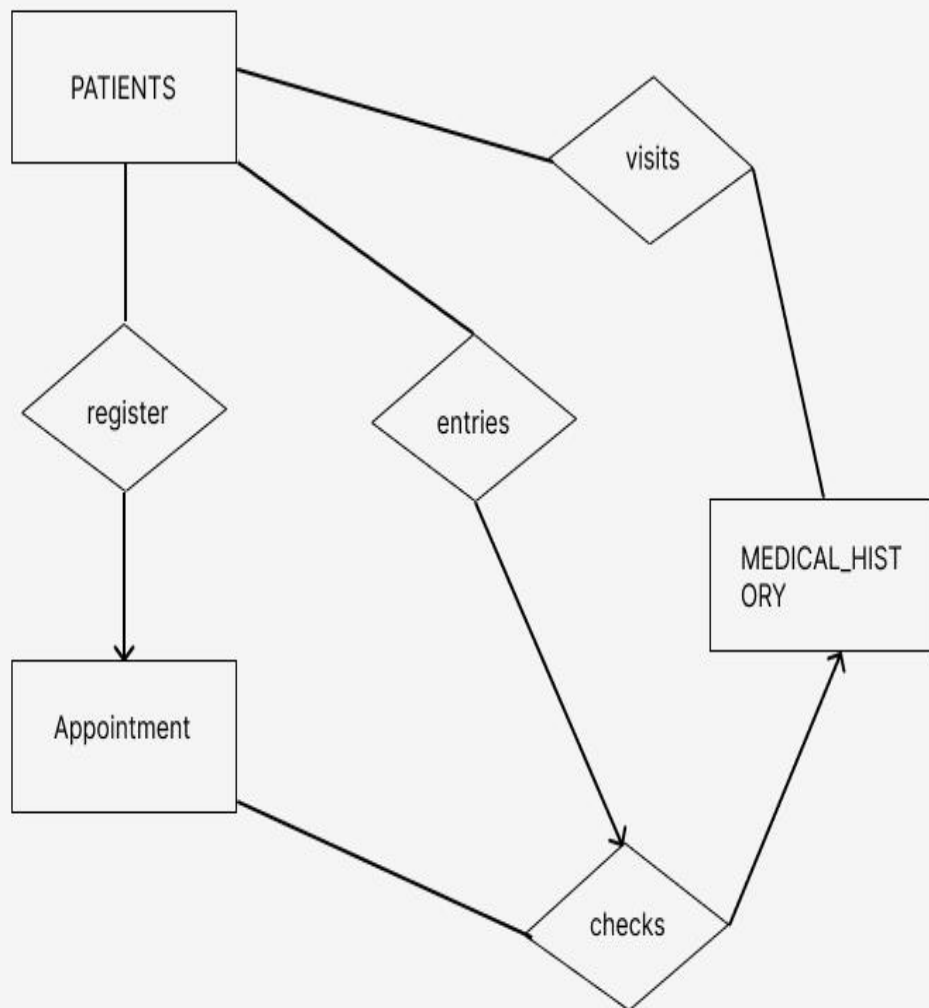 PATIENTS
visits
register
entries
MEDICAL_HIST
ORY
Appointment
checks